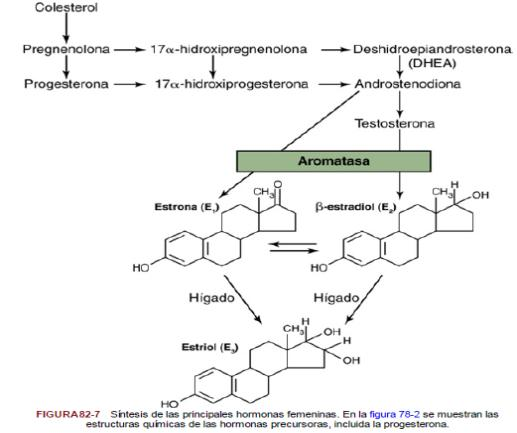 Colesterol
Pregnenolona 17α-hidroxipregnenolona Deshidroepiandrosterona
(DHEA)
Progesterona 17α-hidroxiprogesterona Androstenodiona
Testosterona
Aromatasa
Estrona (E₁) CH₃ O β-estradiol (E₂) CH₃ H OH
HO HO
Hígado Hígado
Estriol (E₃) CH₃ H OH
H
OH
HO
FIGURA 82-7 Síntesis de las principales hormonas femeninas. En la figura 78-2 se muestran las
estructuras químicas de las hormonas precursoras, incluida la progesterona.